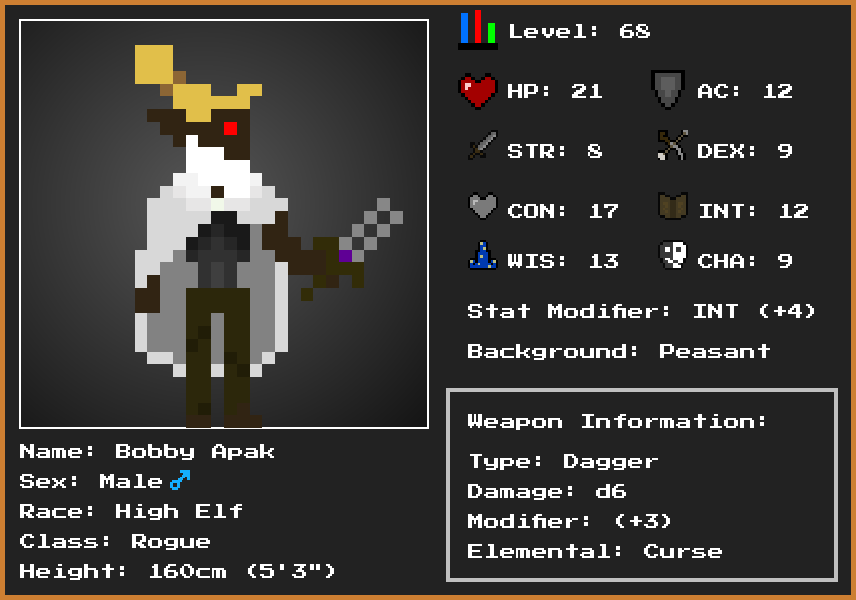 Level: 68
HP: 21 AC: 12
STR: 8 DEX: 9
CON: 17 INT: 12
WIS: 13 CHA: 9
Stat Modifier: INT (+4)
Background: Peasant
Weapon Information:
Type: Dagger
Damage: d6
Modifier: (+3)
Elemental: Curse
Name: Bobby Apak
Sex: Male♂
Race: High Elf
Class: Rogue
Height: 160cm (5'3")